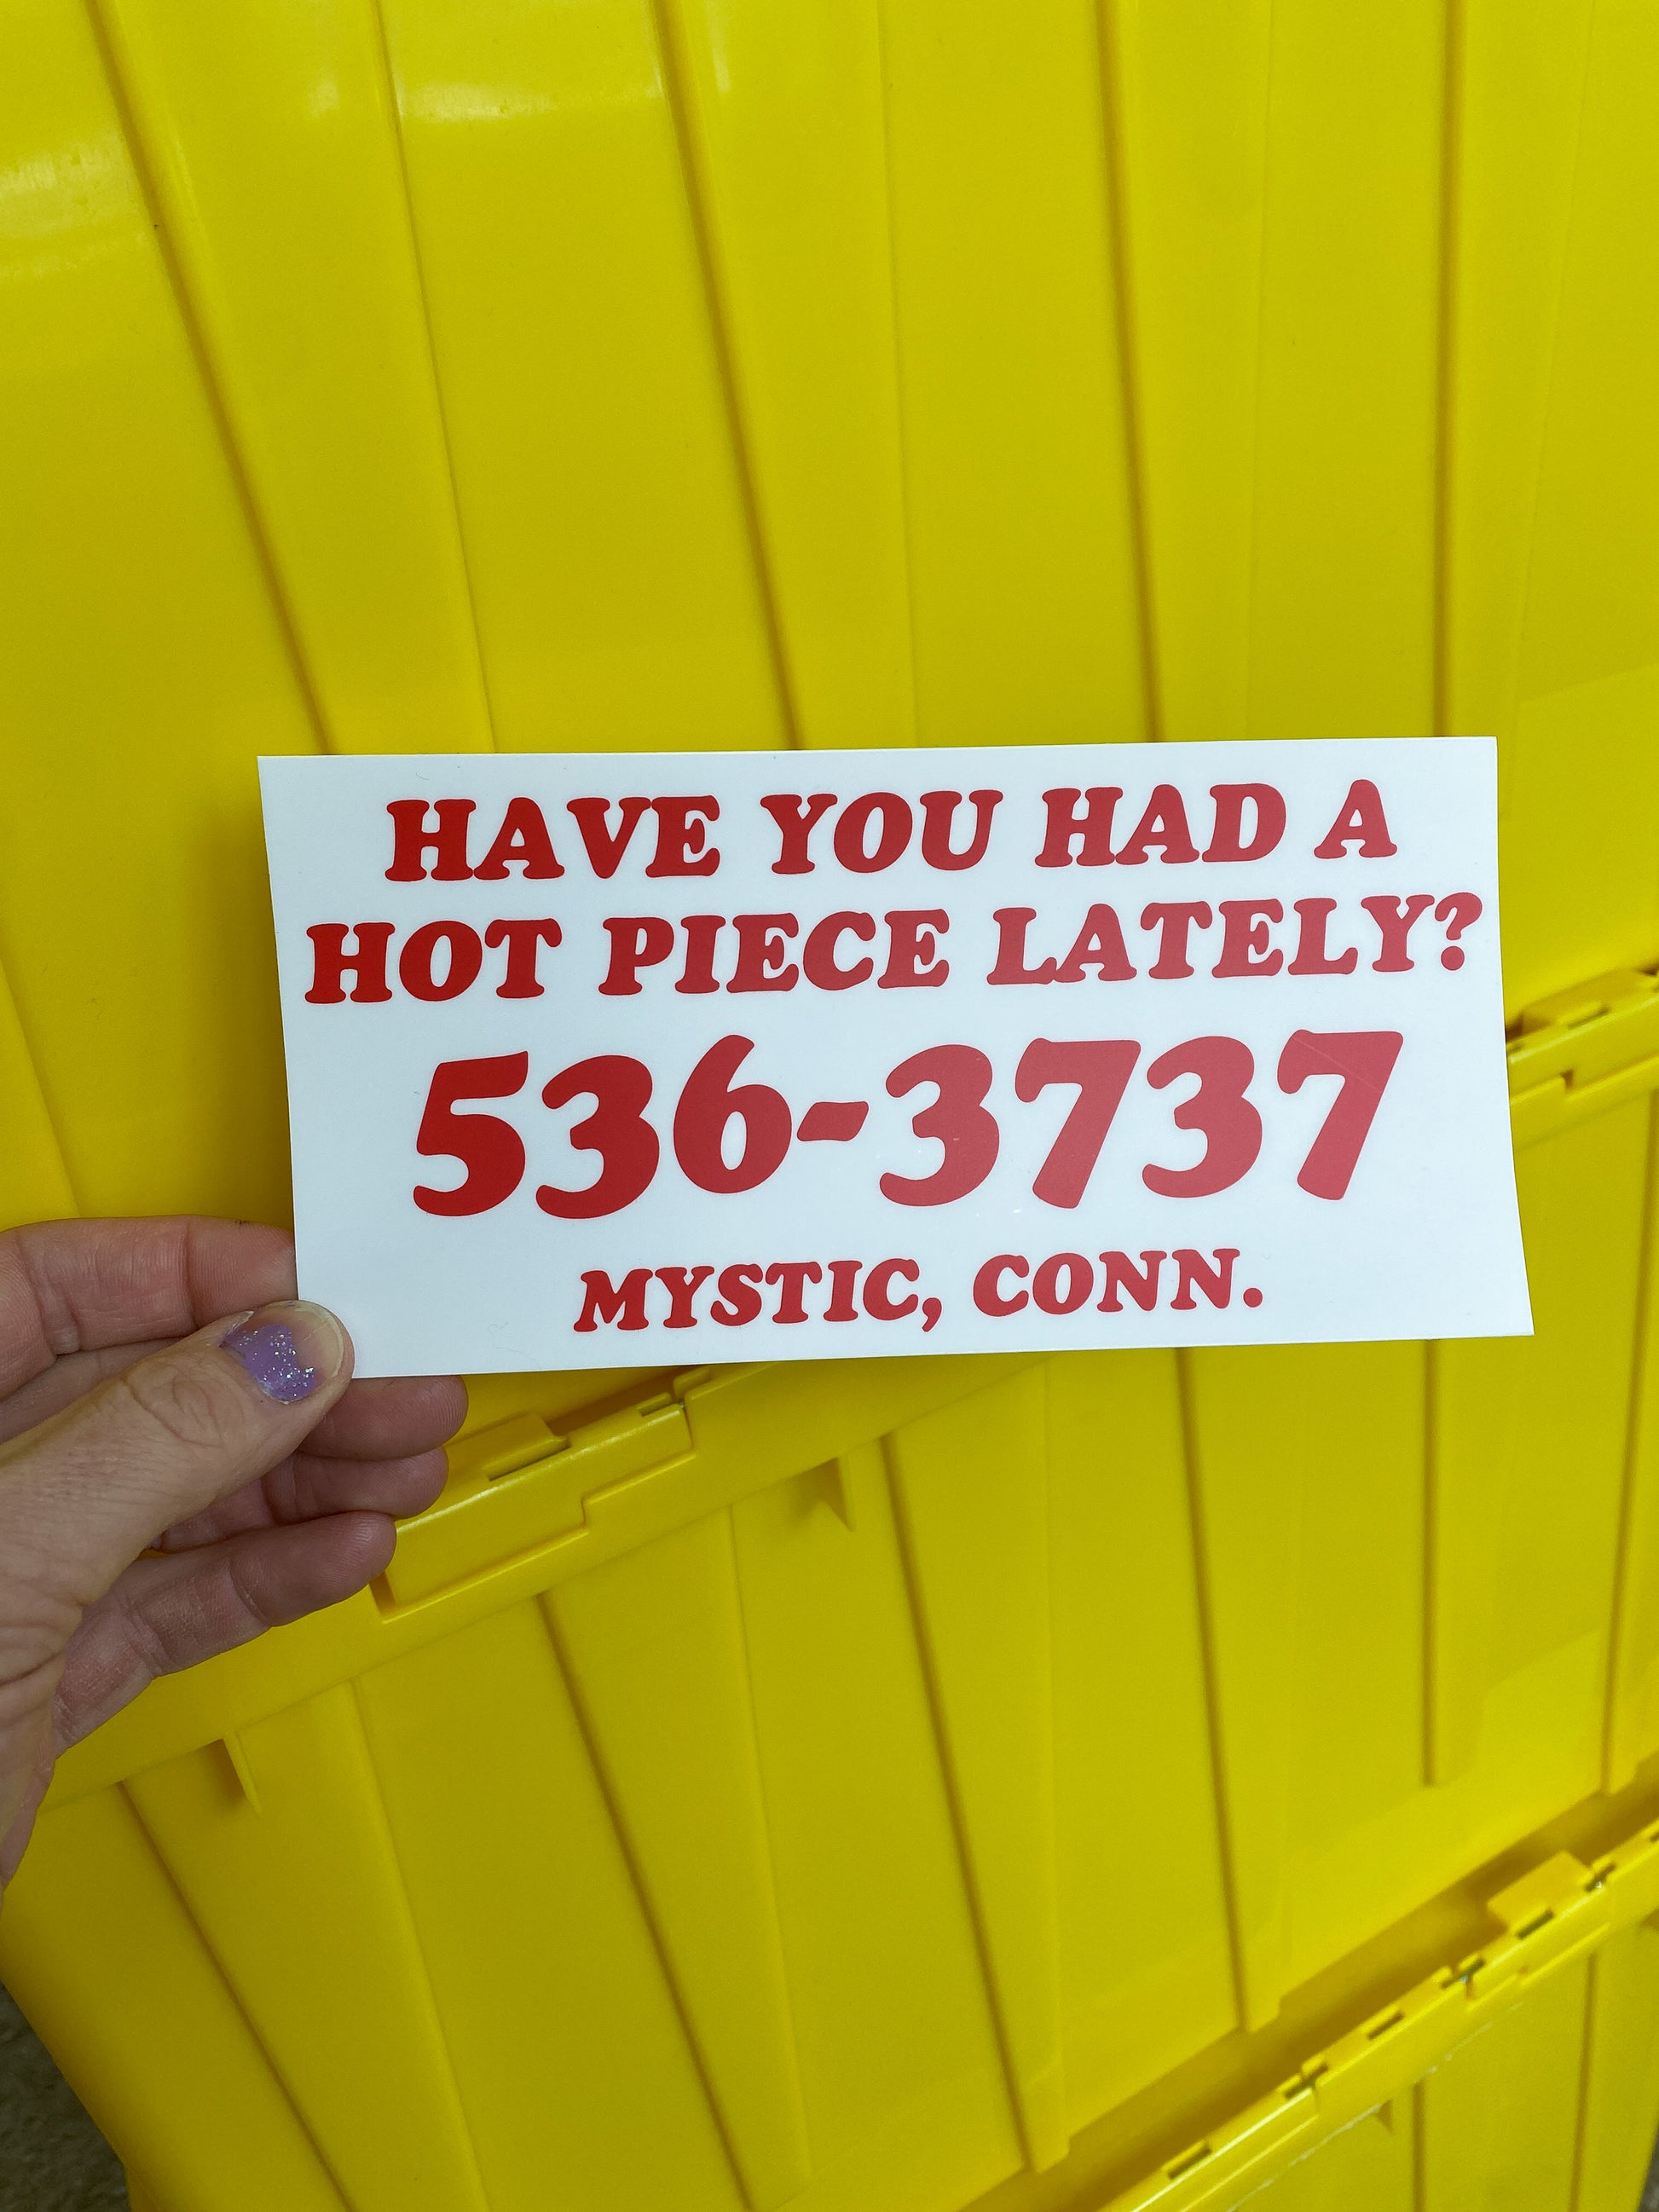 HAVE YOU HAD A
HOT PIECE LATELY?
536-3737
MYSTIC, CONN.